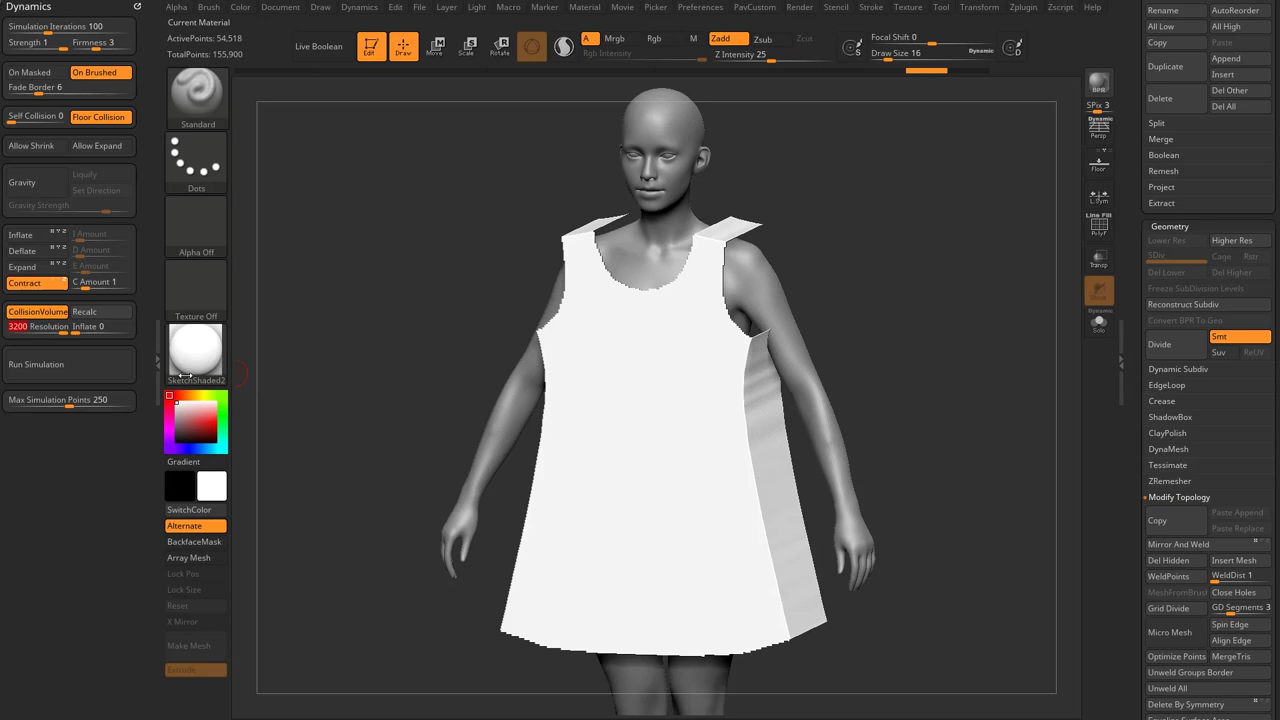 Dynamics
Simulation Iterations 100
Strength 1 Firmness 3
On Masked On Brushed
Fade Border 6
Self Collision 0 Floor Collision
Allow Shrink Allow Expand
Gravity Liquify
Set Direction
Gravity Strength
Inflate I Amount
Deflate D Amount
Expand E Amount
Contract C Amount 1
CollisionVolume Recalc
3200 Resolution Inflate 0
Run Simulation
Max Simulation Points 250
Alpha Brush Color Document Draw Dynamics Edit File Layer Light Macro Marker Material Movie Picker Preferences PavCustom Render Stencil Stroke Texture Tool Transform Zplugin Zscript Help
Current Material
ActivePoints: 54,518
TotalPoints: 155,900
Live Boolean
Edit Draw Move Scale Rotate
A Mrgb Rgb M
Rgb Intensity
Zadd Zsub Zcut
Z Intensity 25
S
Focal Shift 0
Draw Size 16
Dynamic
D
Standard
Dots
Alpha Off
Texture Off
SketchShaded2
Gradient
SwitchColor
Alternate
BackfaceMask
Array Mesh
Lock Pos
Lock Size
Reset
X Mirror
Make Mesh
Extrude
BPR
SPix 3
Dynamic
Persp
Floor
L.Sym
Line Fill
PolyF
Transp
Ghost
Dynamic
Solo
Rename AutoReorder
All Low All High
Copy Paste
Duplicate Append
Insert
Delete Del Other
Del All
Split
Merge
Boolean
Remesh
Project
Extract
Geometry
Lower Res Higher Res
SDiv Cage Rstr
Del Lower Del Higher
Freeze SubDivision Levels
Reconstruct Subdiv
Convert BPR To Geo
Divide Smt
Suv ReUV
Dynamic Subdiv
EdgeLoop
Crease
ShadowBox
ClayPolish
DynaMesh
Tessimate
ZRemesher
Modify Topology
Copy Paste Append
Paste Replace
Mirror And Weld
Del Hidden Insert Mesh
WeldPoints WeldDist 1
MeshFromBrush Close Holes
Grid Divide GD Segments 3
Micro Mesh Spin Edge
Align Edge
Optimize Points MergeTris
Unweld Groups Border
Unweld All
Delete By Symmetry
Equalize Surface Area